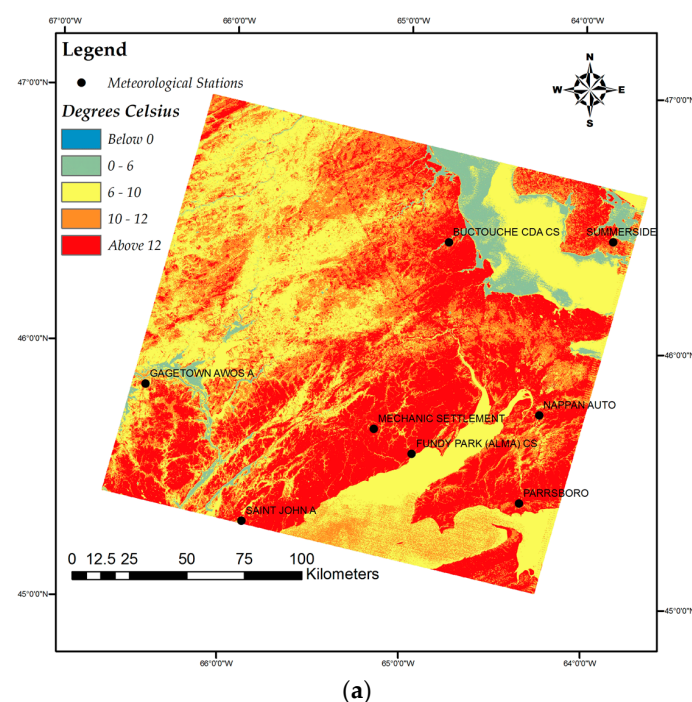 67°0'0"W 66°0'0"W 65°0'0"W 64°0'0"W
Legend
Meteorological Stations
Degrees Celsius
Below 0
0 - 6
6 - 10
10 - 12
Above 12
N
W E
S
47°0'0"N 47°0'0"N
BUCTOUCHE CDA CS SUMMERSIDE
46°0'0"N 46°0'0"N
GAGETOWN AWOS A
NAPPAN AUTO
MECHANIC SETTLEMENT
FUNDY PARK (ALMA) CS
PARRSBORO
SAINT JOHN A
0 12.5 25 50 75 100
Kilometers
45°0'0"N 45°0'0"N
66°0'0"W 65°0'0"W 64°0'0"W
(a)